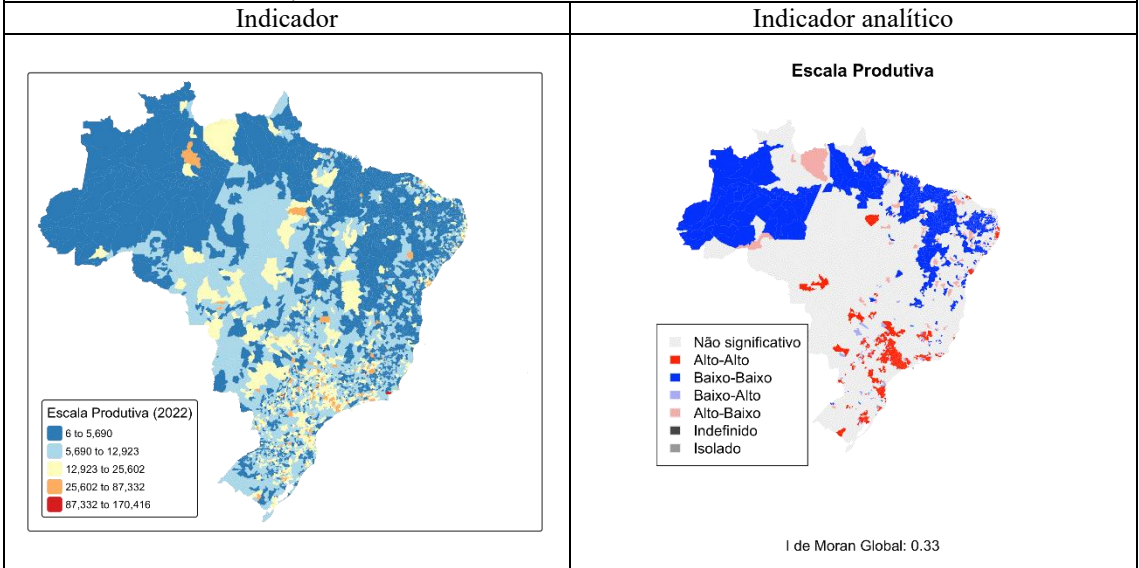 Indicador
Indicador analítico
Escala Produtiva (2022)
6 to 5,690
5,690 to 12,923
12,923 to 25,602
25,602 to 87,332
87,332 to 170,416
Escala Produtiva
Não significativo
Alto-Alto
Baixo-Baixo
Baixo-Alto
Alto-Baixo
Indefinido
Isolado
I de Moran Global: 0.33